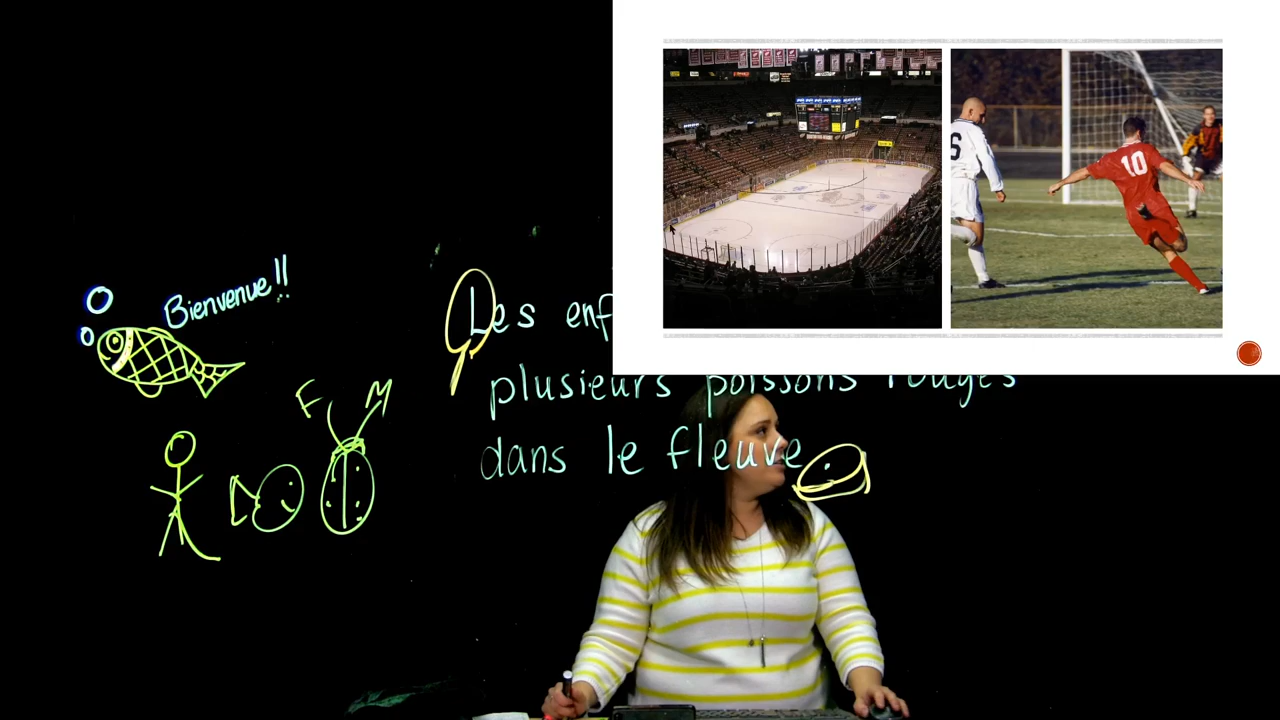 Bienvenue!!
F M
Les enf
plusieurs poissons rouges
dans le fleuve.
6
10